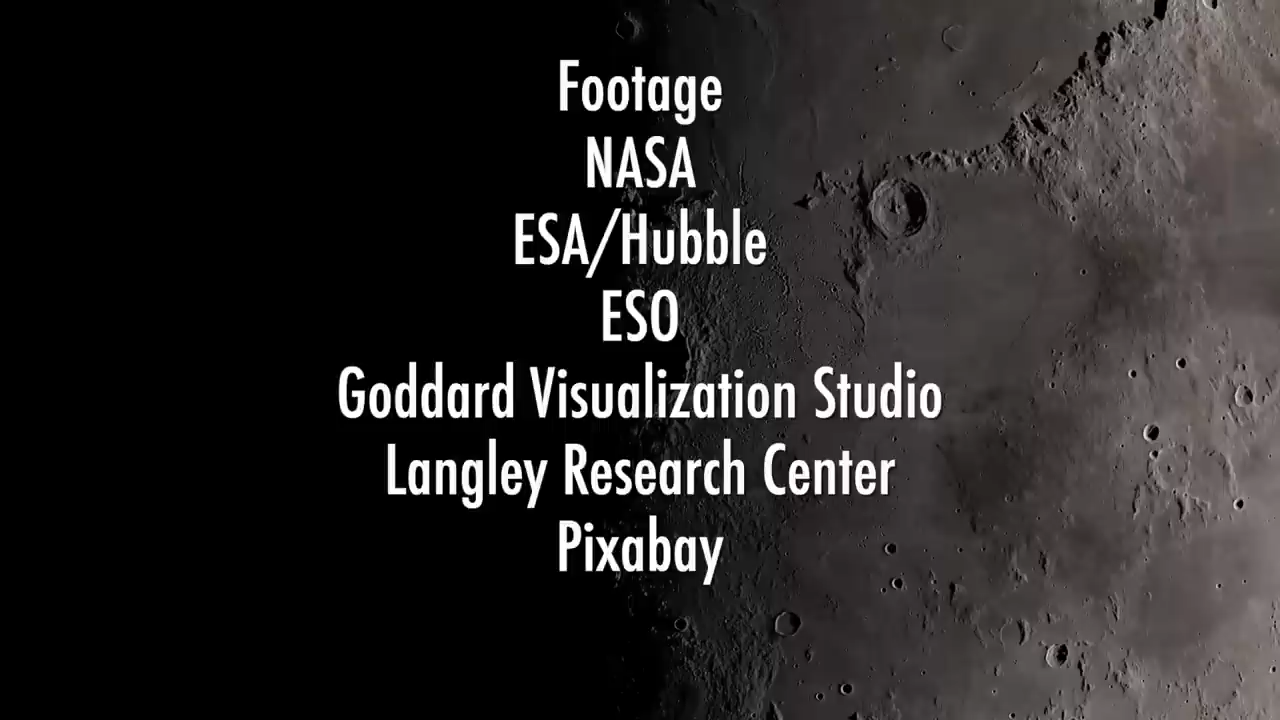 Footage
NASA
ESA/Hubble
ESO
Goddard Visualization Studio
Langley Research Center
Pixabay